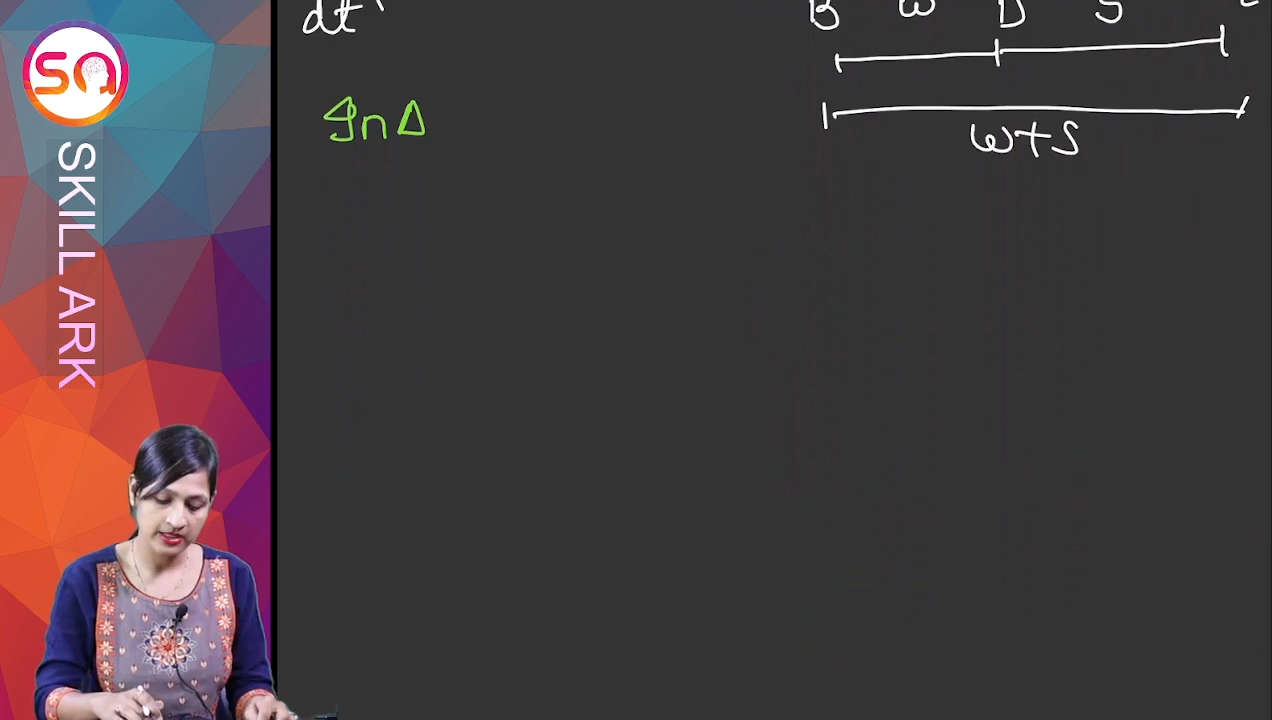 SA
SKILL ARK
dt
B W D S
In Δ
W+S